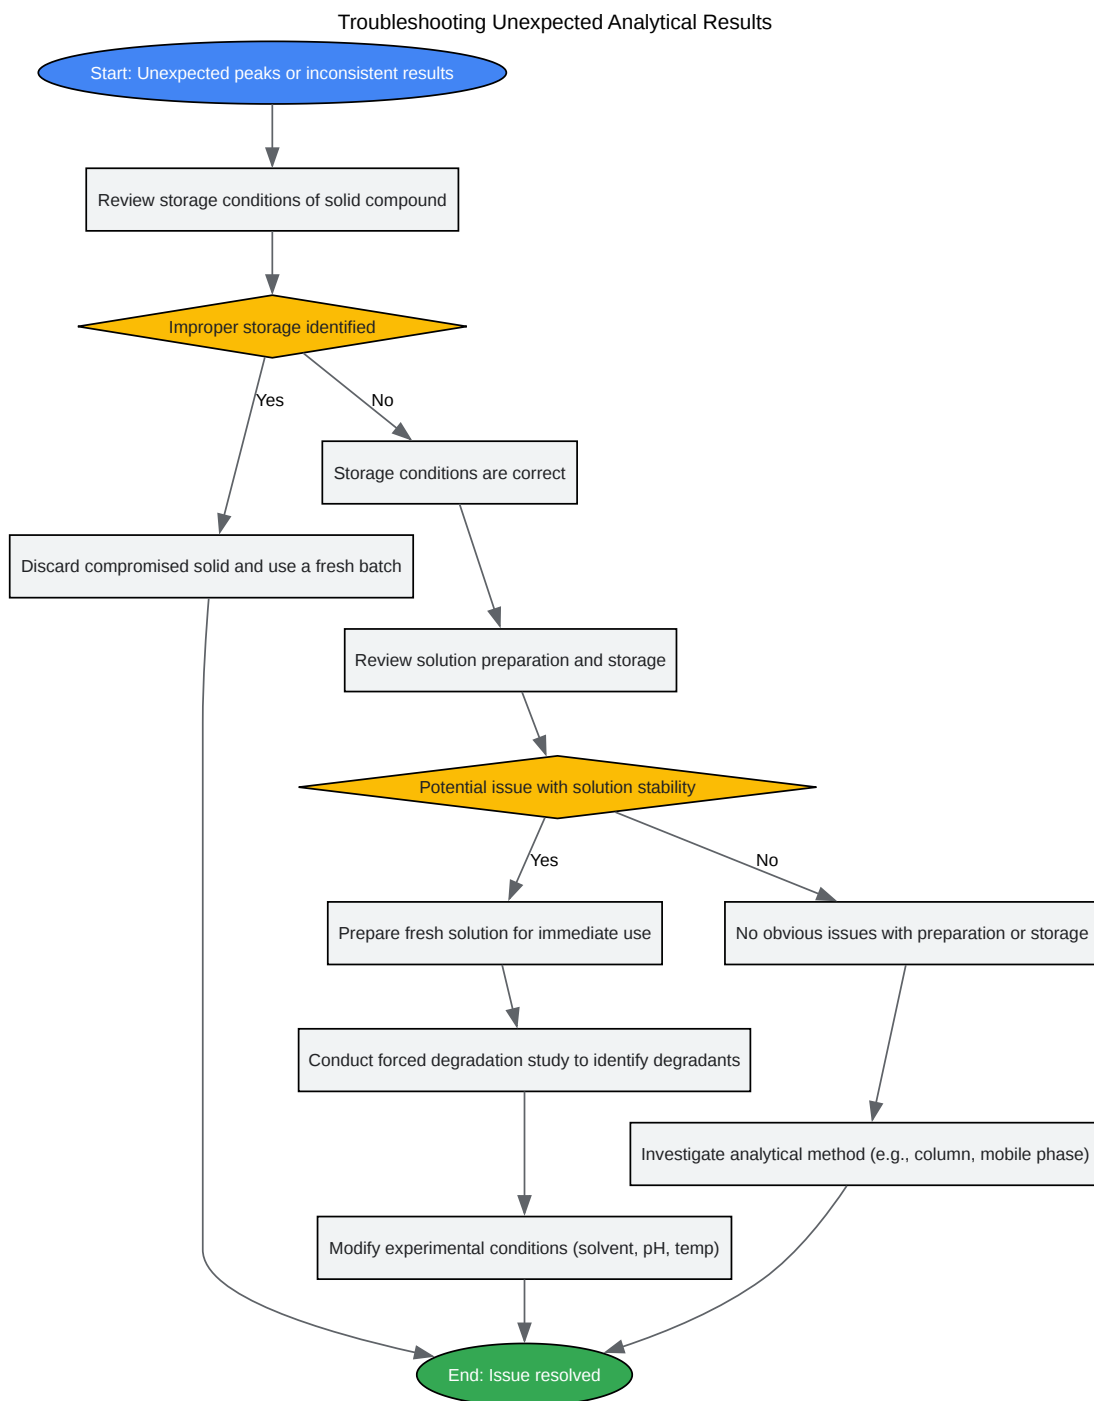 Troubleshooting Unexpected Analytical Results
Start: Unexpected peaks or inconsistent results
Review storage conditions of solid compound
Improper storage identified
Yes
No
Storage conditions are correct
Discard compromised solid and use a fresh batch
Review solution preparation and storage
Potential issue with solution stability
Yes
No
Prepare fresh solution for immediate use
No obvious issues with preparation or storage
Conduct forced degradation study to identify degradants
Investigate analytical method (e.g., column, mobile phase)
Modify experimental conditions (solvent, pH, temp)
End: Issue resolved